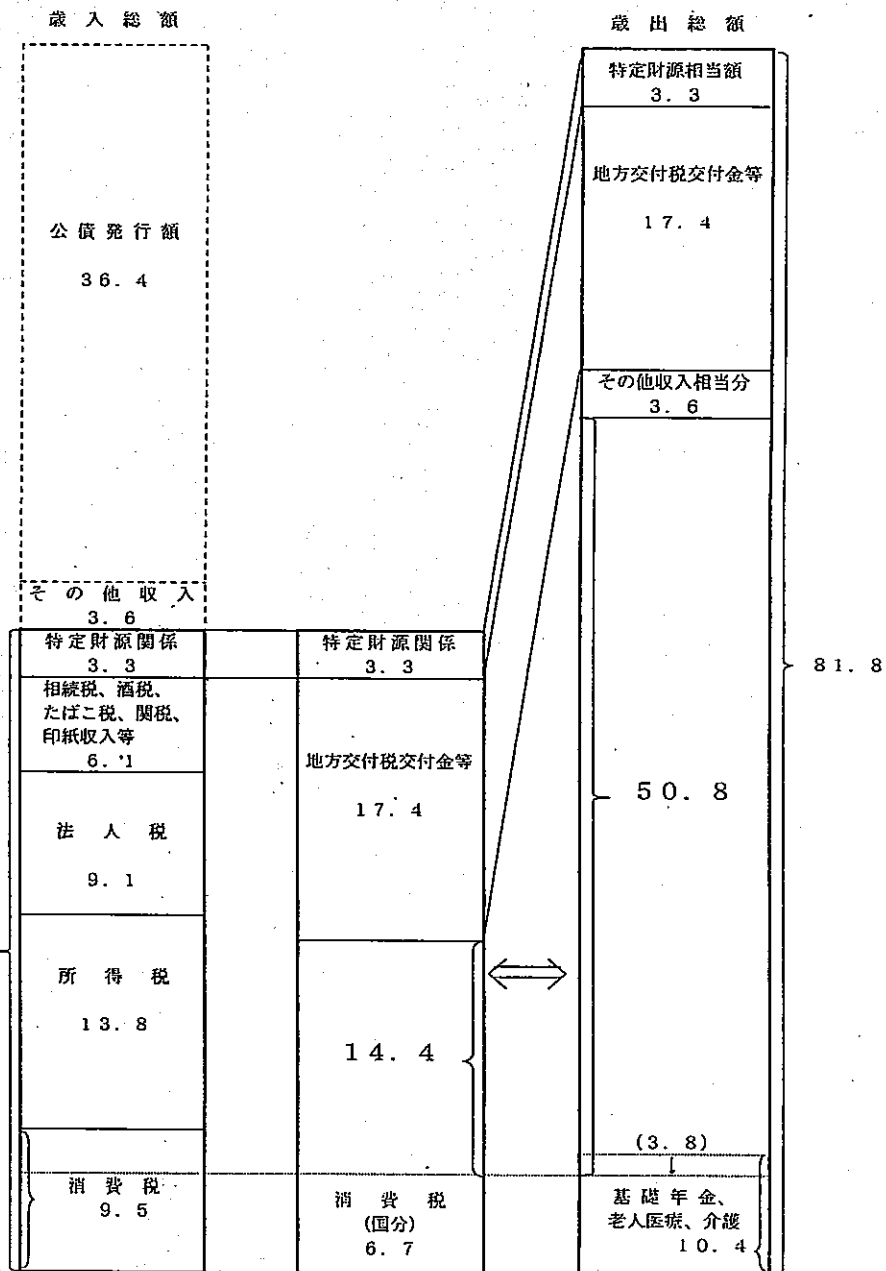 歳入総額
公債発行額
36.4
その他収入
3.6
特定財源関係
3.3
相続税、酒税、
たばこ税、関税、
印紙収入等
6.1
法人税
9.1
所得税
13.8
消費税
9.5
特定財源関係
3.3
地方交付税交付金等
17.4
14.4
消費税
(国分)
6.7
歳出総額
特定財源相当額
3.3
地方交付税交付金等
17.4
その他収入相当分
3.6
50.8
(3.8)
基礎年金、
老人医療、介護
10.4
81.8